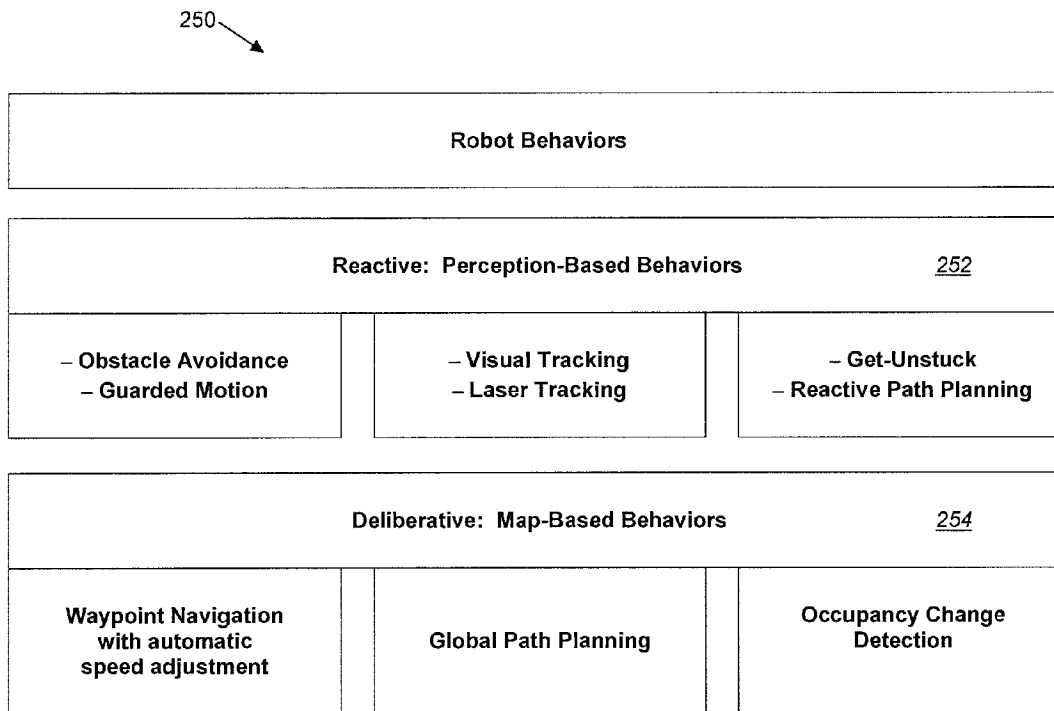 250
Robot Behaviors
Reactive: Perception-Based Behaviors 252
– Obstacle Avoidance
– Guarded Motion
– Visual Tracking
– Laser Tracking
– Get-Unstuck
– Reactive Path Planning
Deliberative: Map-Based Behaviors 254
Waypoint Navigation
with automatic
speed adjustment
Global Path Planning
Occupancy Change
Detection